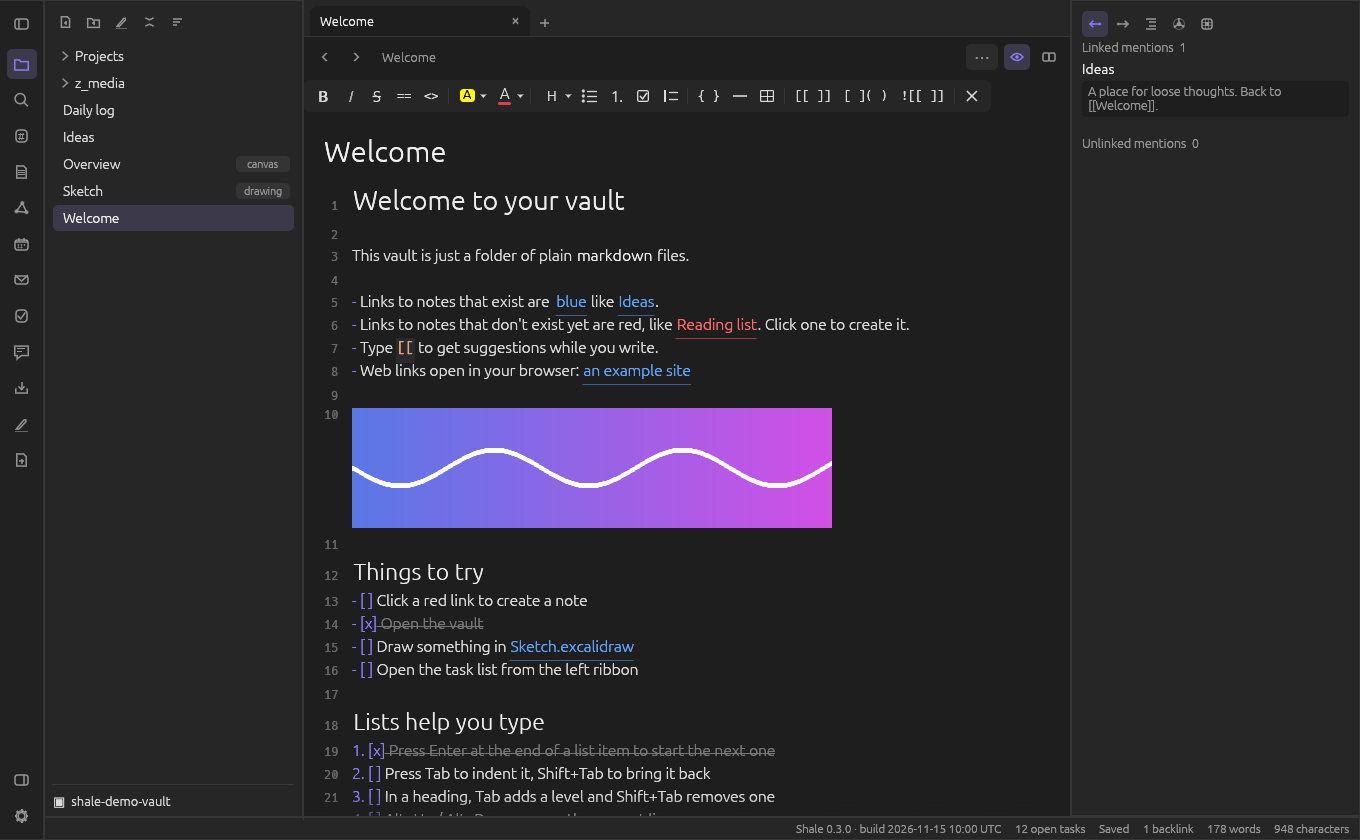 Welcome
×
+
Projects
z_media
Daily log
Ideas
Overview
canvas
Sketch
drawing
Welcome
shale-demo-vault
Welcome
B I S == <> A A H 1. { } — [[ ]] [ ]( ) ![[ ]] ×
Welcome
1 Welcome to your vault
2
3 This vault is just a folder of plain markdown files.
4
5 - Links to notes that exist are blue like Ideas.
6 - Links to notes that don't exist yet are red, like Reading list. Click one to create it.
7 - Type [[ to get suggestions while you write.
8 - Web links open in your browser: an example site
9
10
11
12 Things to try
13 - [ ] Click a red link to create a note
14 - [x] Open the vault
15 - [ ] Draw something in Sketch.excalidraw
16 - [ ] Open the task list from the left ribbon
17
18 Lists help you type
19 1. [x] Press Enter at the end of a list item to start the next one
20 2. [ ] Press Tab to indent it, Shift+Tab to bring it back
21 3. [ ] In a heading, Tab adds a level and Shift+Tab removes one
Linked mentions 1
Ideas
A place for loose thoughts. Back to
[[Welcome]].
Unlinked mentions 0
Shale 0.3.0 · build 2026-11-15 10:00 UTC 12 open tasks Saved 1 backlink 178 words 948 characters